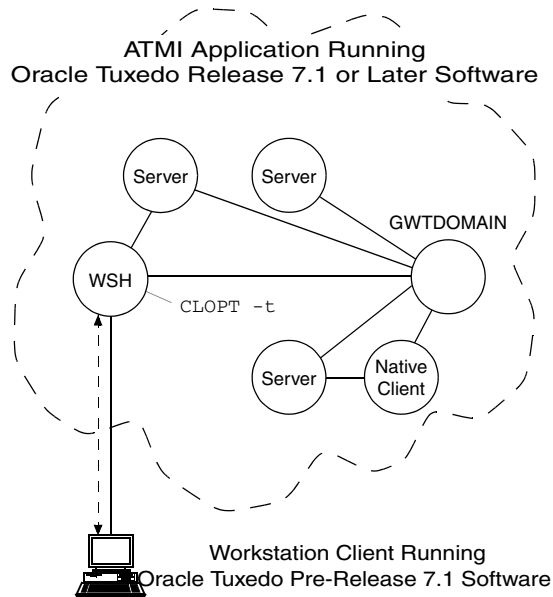 ATMI Application Running
Oracle Tuxedo Release 7.1 or Later Software
Server
Server
GWTDOMAIN
WSH
CLOPT -t
Server
Native
Client
Workstation Client Running
Oracle Tuxedo Pre-Release 7.1 Software